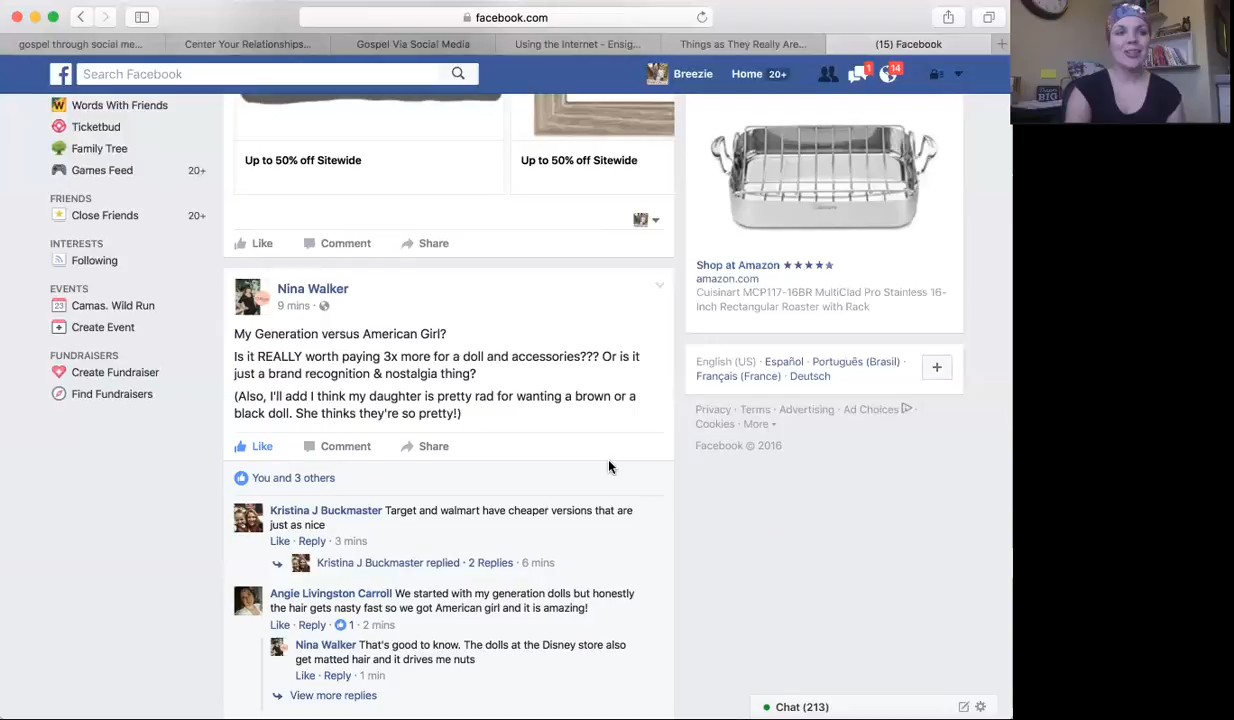 facebook.com
gospel through social me...
Center Your Relationships...
Gospel Via Social Media
Using the Internet - Ensig...
Things as They Really Are...
(15) Facebook
Search Facebook
Breezie
Home 20+
1
14
Words With Friends
Ticketbud
Family Tree
Games Feed 20+
FRIENDS
Close Friends 20+
INTERESTS
Following
EVENTS
23 Camas. Wild Run
Create Event
FUNDRAISERS
Create Fundraiser
Find Fundraisers
Up to 50% off Sitewide
Up to 50% off Sitewide
Like Comment Share
Nina Walker
9 mins ·
My Generation versus American Girl?
Is it REALLY worth paying 3x more for a doll and accessories??? Or is it
just a brand recognition & nostalgia thing?
(Also, I'll add I think my daughter is pretty rad for wanting a brown or a
black doll. She thinks they're so pretty!)
Like Comment Share
You and 3 others
Kristina J Buckmaster Target and walmart have cheaper versions that are
just as nice
Like · Reply · 3 mins
Kristina J Buckmaster replied · 2 Replies · 6 mins
Angie Livingston Carroll We started with my generation dolls but honestly
the hair gets nasty fast so we got American girl and it is amazing!
Like · Reply · 1 · 2 mins
Nina Walker That's good to know. The dolls at the Disney store also
get matted hair and it drives me nuts
Like · Reply · 1 min
View more replies
Shop at Amazon ★★★★★
amazon.com
Cuisinart MCP117-16BR MultiClad Pro Stainless 16-
Inch Rectangular Roaster with Rack
English (US) · Español · Português (Brasil) ·
Français (France) · Deutsch
Privacy · Terms · Advertising · Ad Choices ·
Cookies · More
Facebook © 2016
Chat (213)
BIG